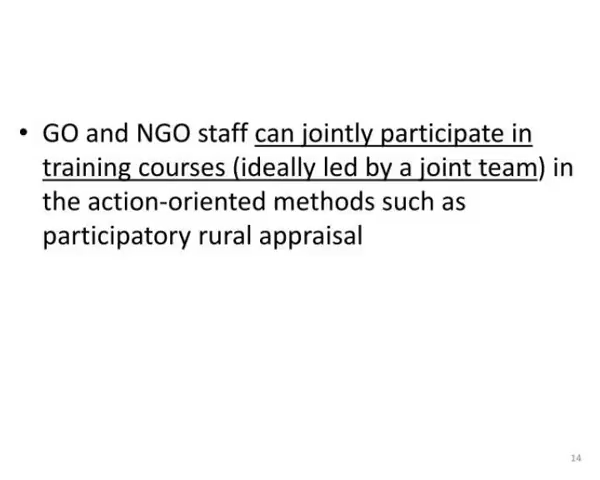 • GO and NGO staff can jointly participate in
training courses (ideally led by a joint team) in
the action-oriented methods such as
participatory rural appraisal
14